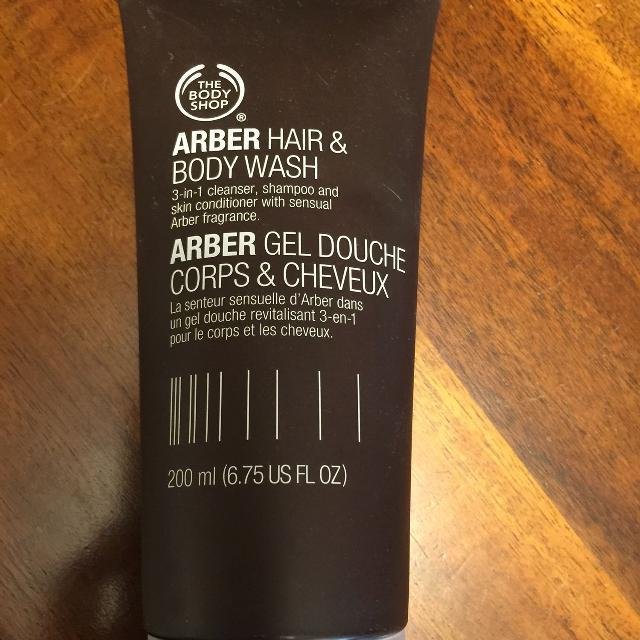 THE
BODY
SHOP
®
ARBER HAIR &
BODY WASH
3-in-1 cleanser, shampoo and
skin conditioner with sensual
Arber fragrance.
ARBER GEL DOUCHE
CORPS & CHEVEUX
La senteur sensuelle d'Arber dans
un gel douche revitalisant 3-en-1
pour le corps et les cheveux.
200 ml (6.75 US FL OZ)